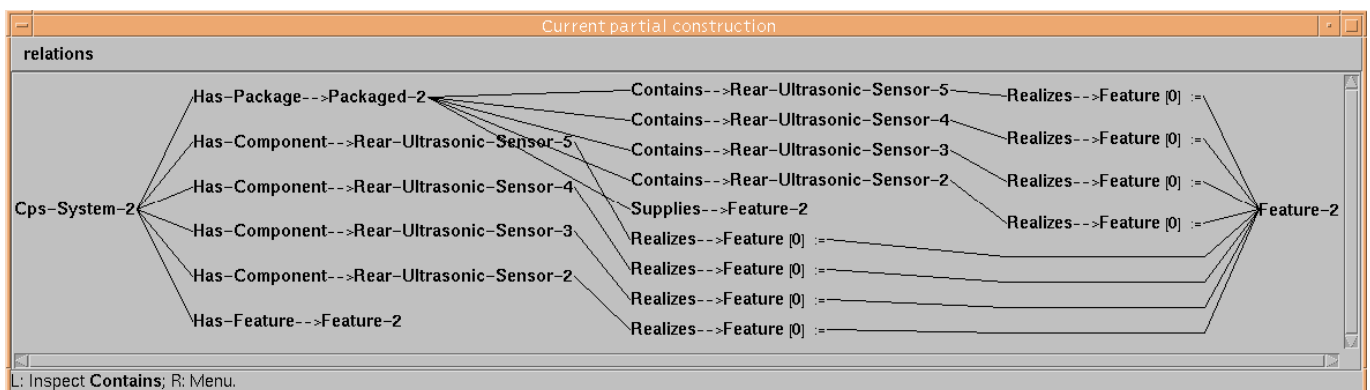 Current partial construction
relations
Cps-System-2
Has-Package-->Packaged-2
Has-Component-->Rear-Ultrasonic-Sensor-5
Has-Component-->Rear-Ultrasonic-Sensor-4
Has-Component-->Rear-Ultrasonic-Sensor-3
Has-Component-->Rear-Ultrasonic-Sensor-2
Has-Feature-->Feature-2
Contains-->Rear-Ultrasonic-Sensor-5
Contains-->Rear-Ultrasonic-Sensor-4
Contains-->Rear-Ultrasonic-Sensor-3
Contains-->Rear-Ultrasonic-Sensor-2
Supplies-->Feature-2
Realizes-->Feature [0] :=
Realizes-->Feature [0] :=
Realizes-->Feature [0] :=
Realizes-->Feature [0] :=
Realizes-->Feature [0] :=
Realizes-->Feature [0] :=
Realizes-->Feature [0] :=
Realizes-->Feature [0] :=
Feature-2
L: Inspect Contains; R: Menu.